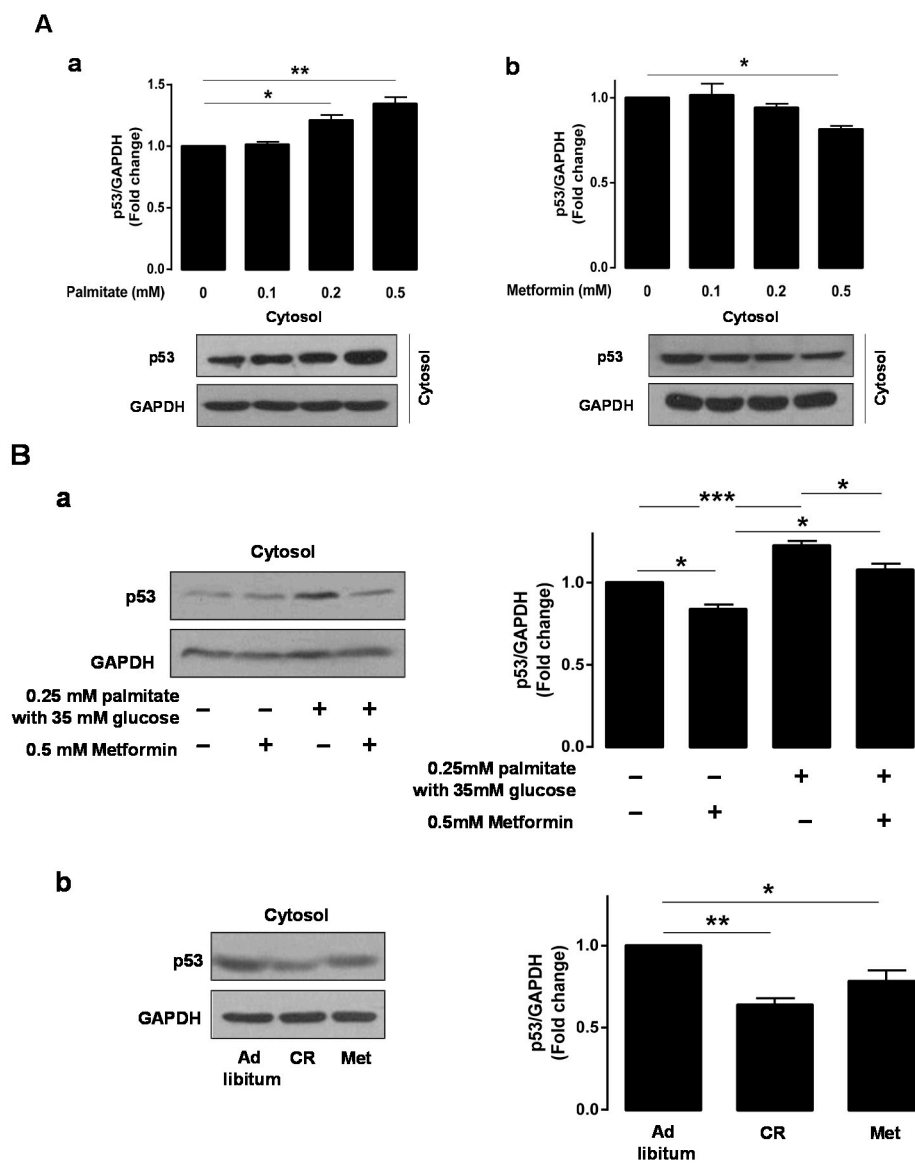 A
a
**
*
1.5
1.0
0.5
0.0
p53/GAPDH
(Fold change)
Palmitate (mM)
0 0.1 0.2 0.5
Cytosol
p53
GAPDH
Cytosol
b
*
1.0
0.5
0.0
p53/GAPDH
(Fold change)
Metformin (mM)
0 0.1 0.2 0.5
Cytosol
p53
GAPDH
Cytosol
B
a
Cytosol
p53
GAPDH
0.25 mM palmitate
with 35 mM glucose
– – + +
0.5 mM Metformin
– + – +
*** *
*
*
1.0
0.5
0.0
p53/GAPDH
(Fold change)
0.25mM palmitate
with 35mM glucose
– – + +
0.5mM Metformin
– + – +
b
Cytosol
p53
GAPDH
Ad CR Met
libitum
*
**
1.0
0.5
0.0
p53/GAPDH
(Fold change)
Ad CR Met
libitum